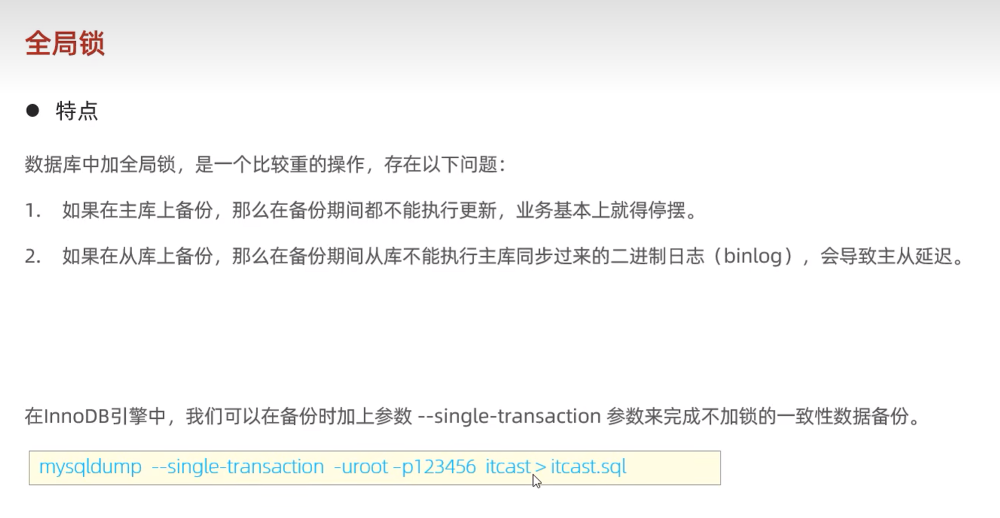 全局锁
● 特点
数据库中加全局锁，是一个比较重的操作，存在以下问题：
1. 如果在主库上备份，那么在备份期间都不能执行更新，业务基本上就得停摆。
2. 如果在从库上备份，那么在备份期间从库不能执行主库同步过来的二进制日志（binlog），会导致主从延迟。
在InnoDB引擎中，我们可以在备份时加上参数 --single-transaction 参数来完成不加锁的一致性数据备份。
mysqldump --single-transaction -uroot –p123456 itcast > itcast.sql